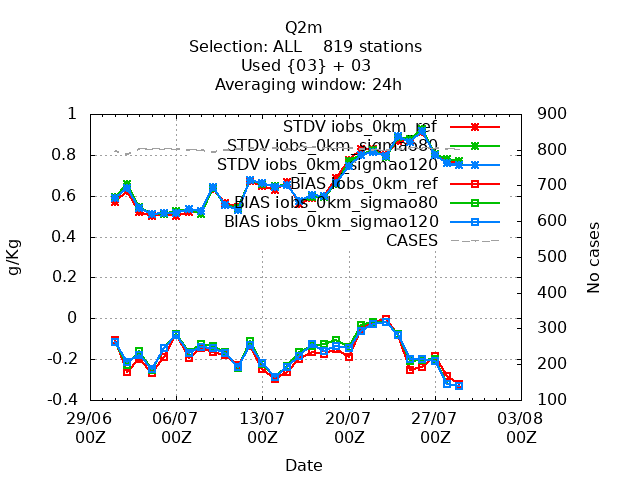 Q2m
Selection: ALL 819 stations
Used {03} + 03
Averaging window: 24h
1
0.8
0.6
0.4
0.2
0
-0.2
-0.4
g/Kg
900
800
700
600
500
400
300
200
100
No cases
STDV iobs_0km_ref
STDV iobs_0km_sigmao80
STDV iobs_0km_sigmao120
BIAS iobs_0km_ref
BIAS iobs_0km_sigmao80
BIAS iobs_0km_sigmao120
CASES
29/06 06/07 13/07 20/07 27/07 03/08
00Z 00Z 00Z 00Z 00Z 00Z
Date